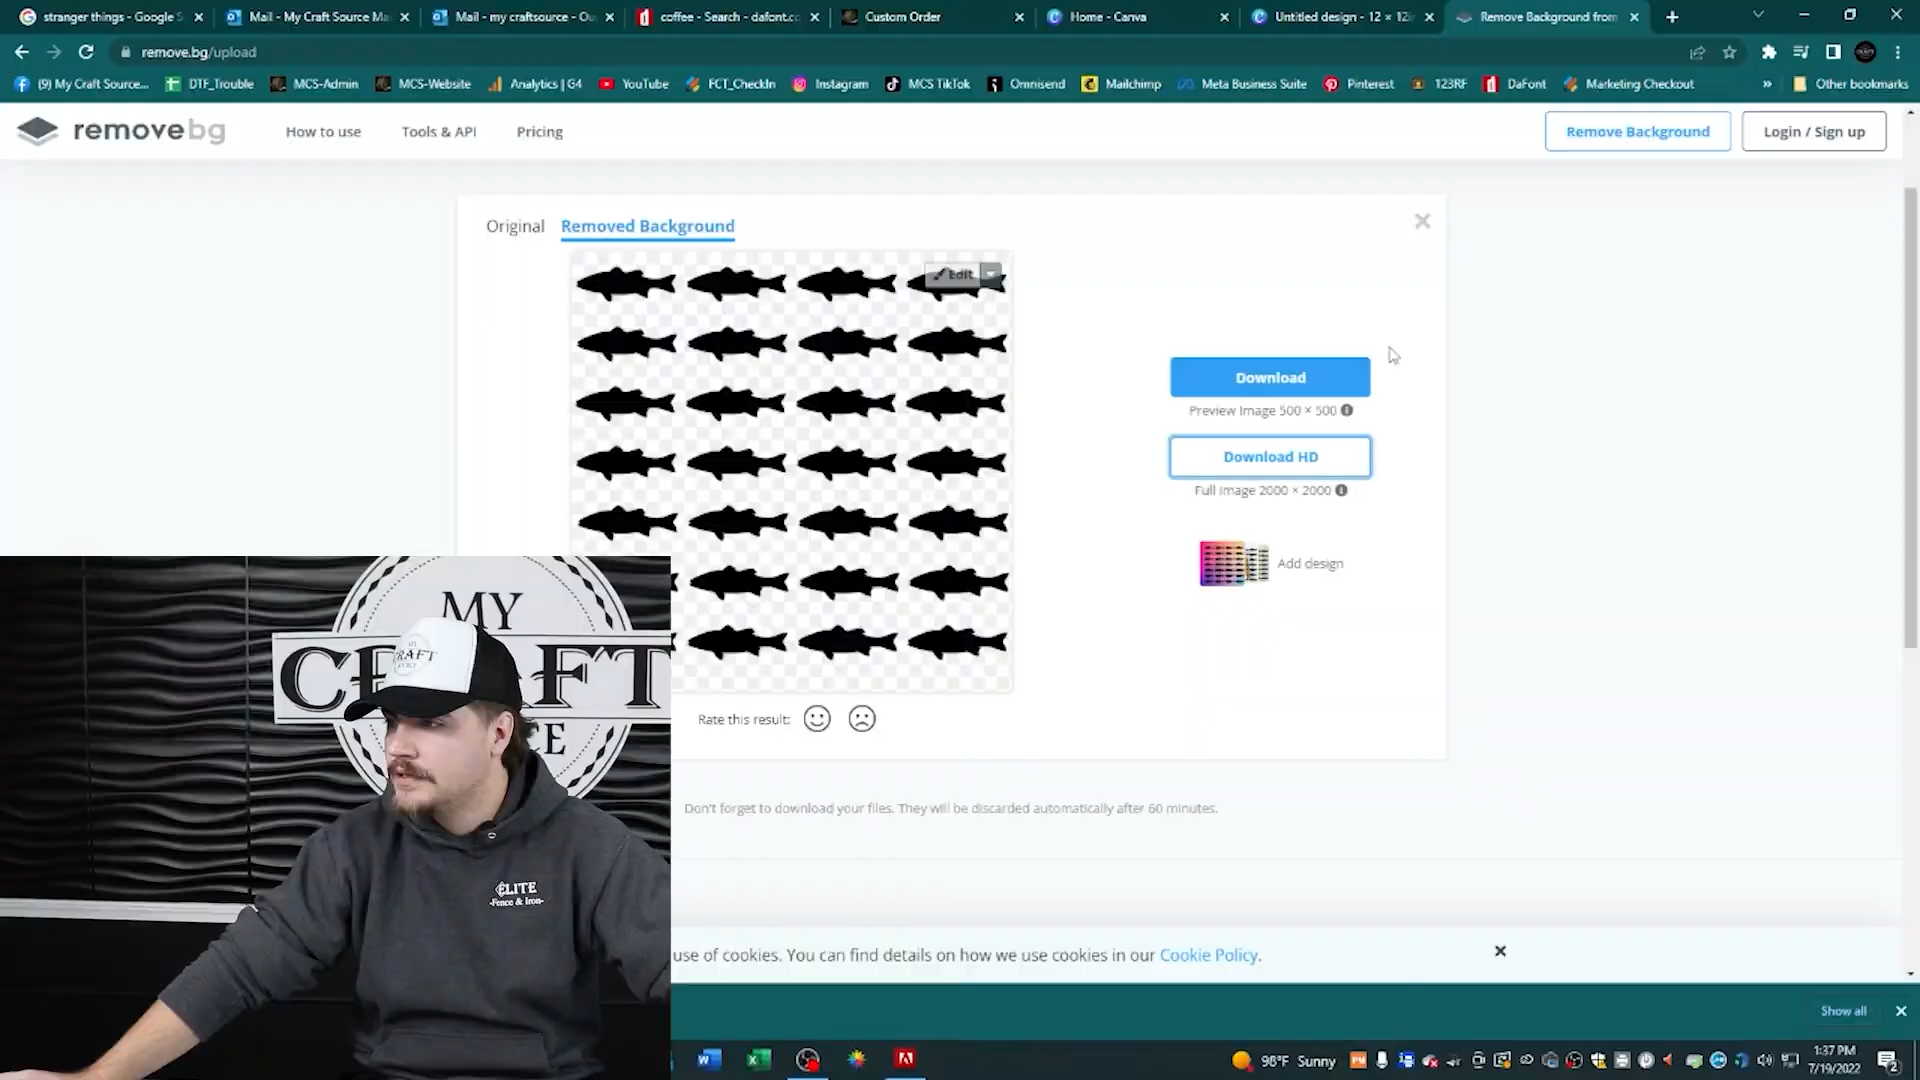 stranger things - Google S
Mail - My Craft Source Ma
Mail - my craftsource - Ou
coffee - Search - dafont.co
Custom Order
Home - Canva
Untitled design - 12 × 12i
Remove Background from
remove.bg/upload
(9) My Craft Source...
DTF_Trouble
MCS-Admin
MCS-Website
Analytics | G4
YouTube
FCT_CheckIn
Instagram
MCS TikTok
Omnisend
Mailchimp
Meta Business Suite
Pinterest
123RF
DaFont
Marketing Checkout
»
Other bookmarks
removebg
How to use
Tools & API
Pricing
Remove Background
Login / Sign up
Original
Removed Background
Edit
Download
Preview Image 500 × 500
Download HD
Full Image 2000 × 2000
Add design
Rate this result:
Don't forget to download your files. They will be discarded automatically after 60 minutes.
use of cookies. You can find details on how we use cookies in our Cookie Policy.
Show all
MY
CRAFT
CE
MY
CRAFT
ELITE
-Fence & Iron-
98°F Sunny
1:37 PM
7/19/2022
2